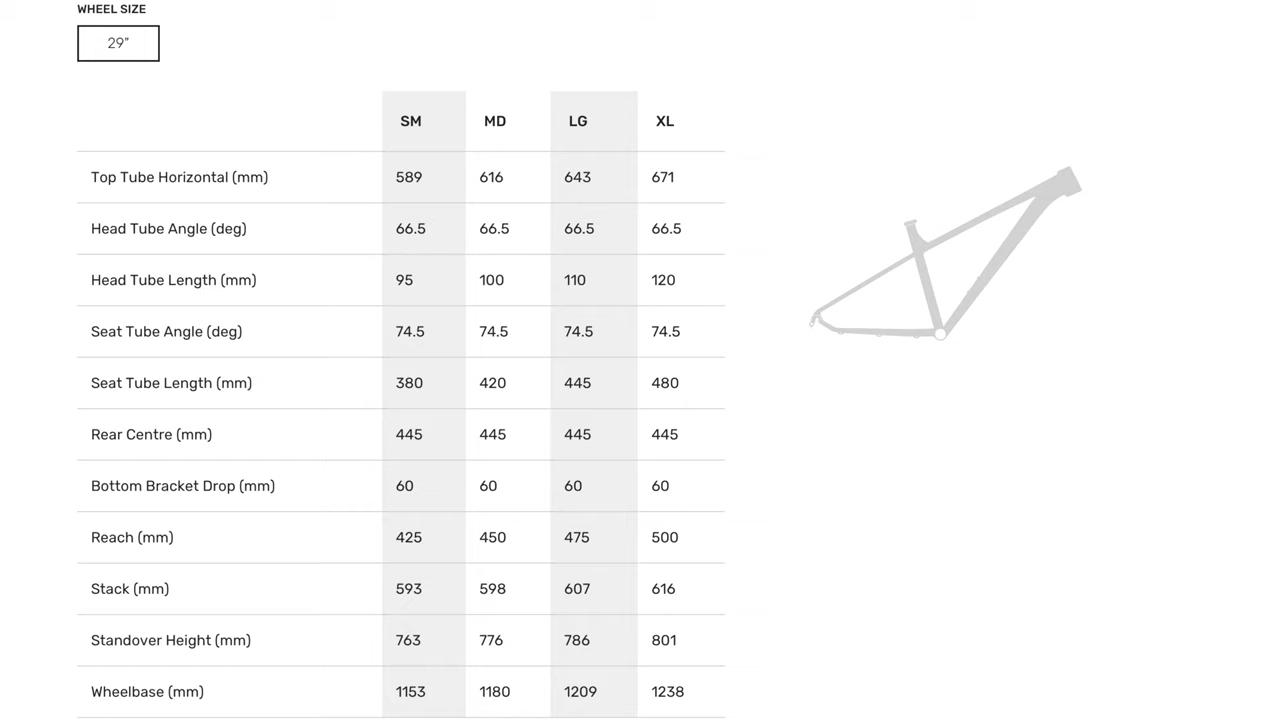 WHEEL SIZE
29"
SM MD LG XL
Top Tube Horizontal (mm) 589 616 643 671
Head Tube Angle (deg) 66.5 66.5 66.5 66.5
Head Tube Length (mm) 95 100 110 120
Seat Tube Angle (deg) 74.5 74.5 74.5 74.5
Seat Tube Length (mm) 380 420 445 480
Rear Centre (mm) 445 445 445 445
Bottom Bracket Drop (mm) 60 60 60 60
Reach (mm) 425 450 475 500
Stack (mm) 593 598 607 616
Standover Height (mm) 763 776 786 801
Wheelbase (mm) 1153 1180 1209 1238